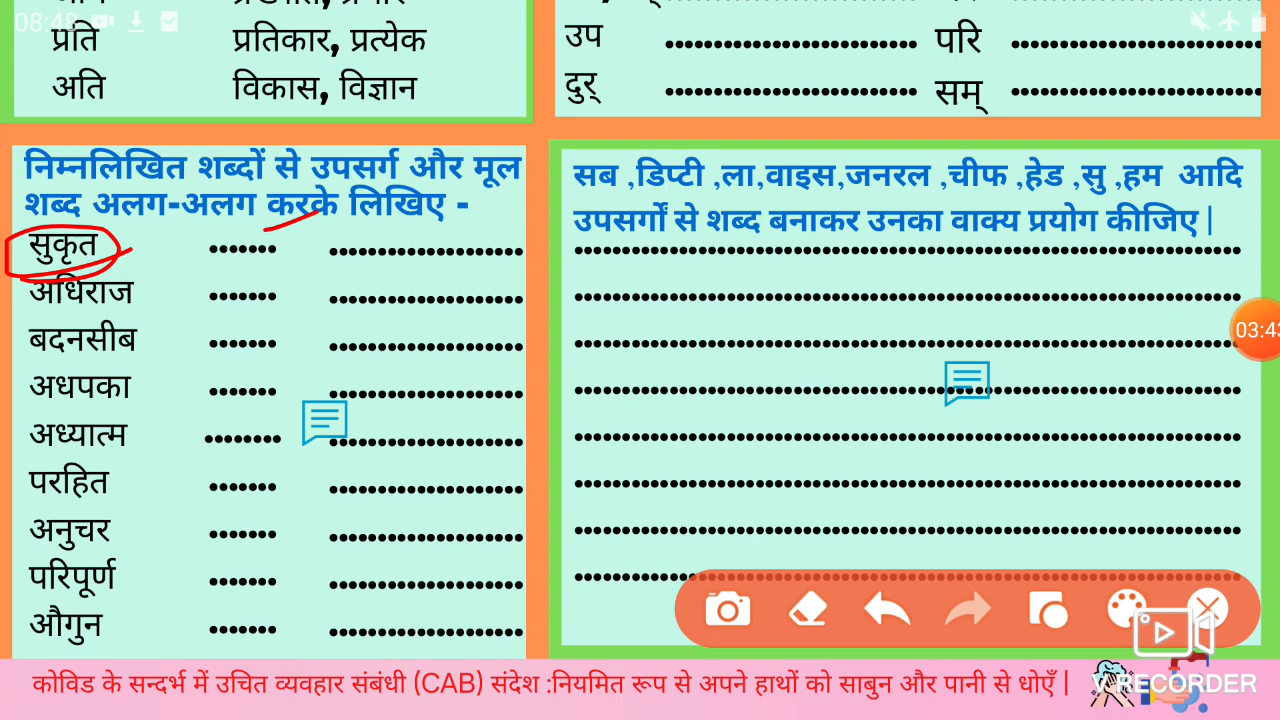 08:48
प्रति प्रतिकार, प्रत्येक
अति विकास, विज्ञान
उप ........................ परि ........................
दुर् ........................ सम् ........................
निम्नलिखित शब्दों से उपसर्ग और मूल
शब्द अलग-अलग करके लिखिए -
सुकृत ....... .................
अधिराज ....... .................
बदनसीब ....... .................
अधपका ....... .................
अध्यात्म ........ .................
परहित ....... .................
अनुचर ....... .................
परिपूर्ण ....... .................
औगुन ....... .................
सब ,डिप्टी ,ला,वाइस,जनरल ,चीफ ,हेड ,सु ,हम आदि
उपसर्गों से शब्द बनाकर उनका वाक्य प्रयोग कीजिए |
03:43
कोविड के सन्दर्भ में उचित व्यवहार संबंधी (CAB) संदेश :नियमित रूप से अपने हाथों को साबुन और पानी से धोएँ |
V RECORDER